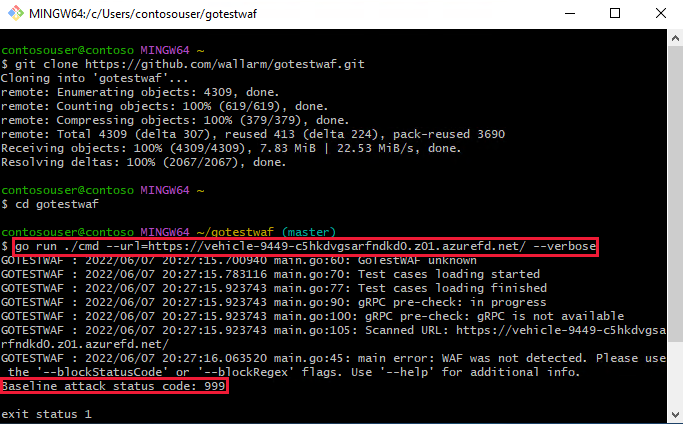 MINGW64:/c/Users/contosouser/gotestwaf
contosouser@contoso MINGW64 ~
$ git clone https://github.com/wallarm/gotestwaf.git
Cloning into 'gotestwaf'...
remote: Enumerating objects: 4309, done.
remote: Counting objects: 100% (619/619), done.
remote: Compressing objects: 100% (379/379), done.
remote: Total 4309 (delta 307), reused 413 (delta 224), pack-reused 3690
Receiving objects: 100% (4309/4309), 7.83 MiB | 22.53 MiB/s, done.
Resolving deltas: 100% (2067/2067), done.
contosouser@contoso MINGW64 ~
$ cd gotestwaf
contosouser@contoso MINGW64 ~/gotestwaf (master)
$ go run ./cmd --url=https://vehicle-9449-c5hkdvgsarfndkd0.z01.azurefd.net/ --verbose
GOTESTWAF : 2022/06/07 20:27:15.700940 main.go:60: GoTestWAF unknown
GOTESTWAF : 2022/06/07 20:27:15.783116 main.go:70: Test cases loading started
GOTESTWAF : 2022/06/07 20:27:15.923743 main.go:77: Test cases loading finished
GOTESTWAF : 2022/06/07 20:27:15.923743 main.go:90: gRPC pre-check: in progress
GOTESTWAF : 2022/06/07 20:27:15.923743 main.go:100: gRPC pre-check: gRPC is not available
GOTESTWAF : 2022/06/07 20:27:15.923743 main.go:105: Scanned URL: https://vehicle-9449-c5hkdvgsa
rfndkd0.z01.azurefd.net/
GOTESTWAF : 2022/06/07 20:27:16.063520 main.go:45: main error: WAF was not detected. Please use
the '--blockStatusCode' or '--blockRegex' flags. Use '--help' for additional info.
Baseline attack status code: 999
exit status 1